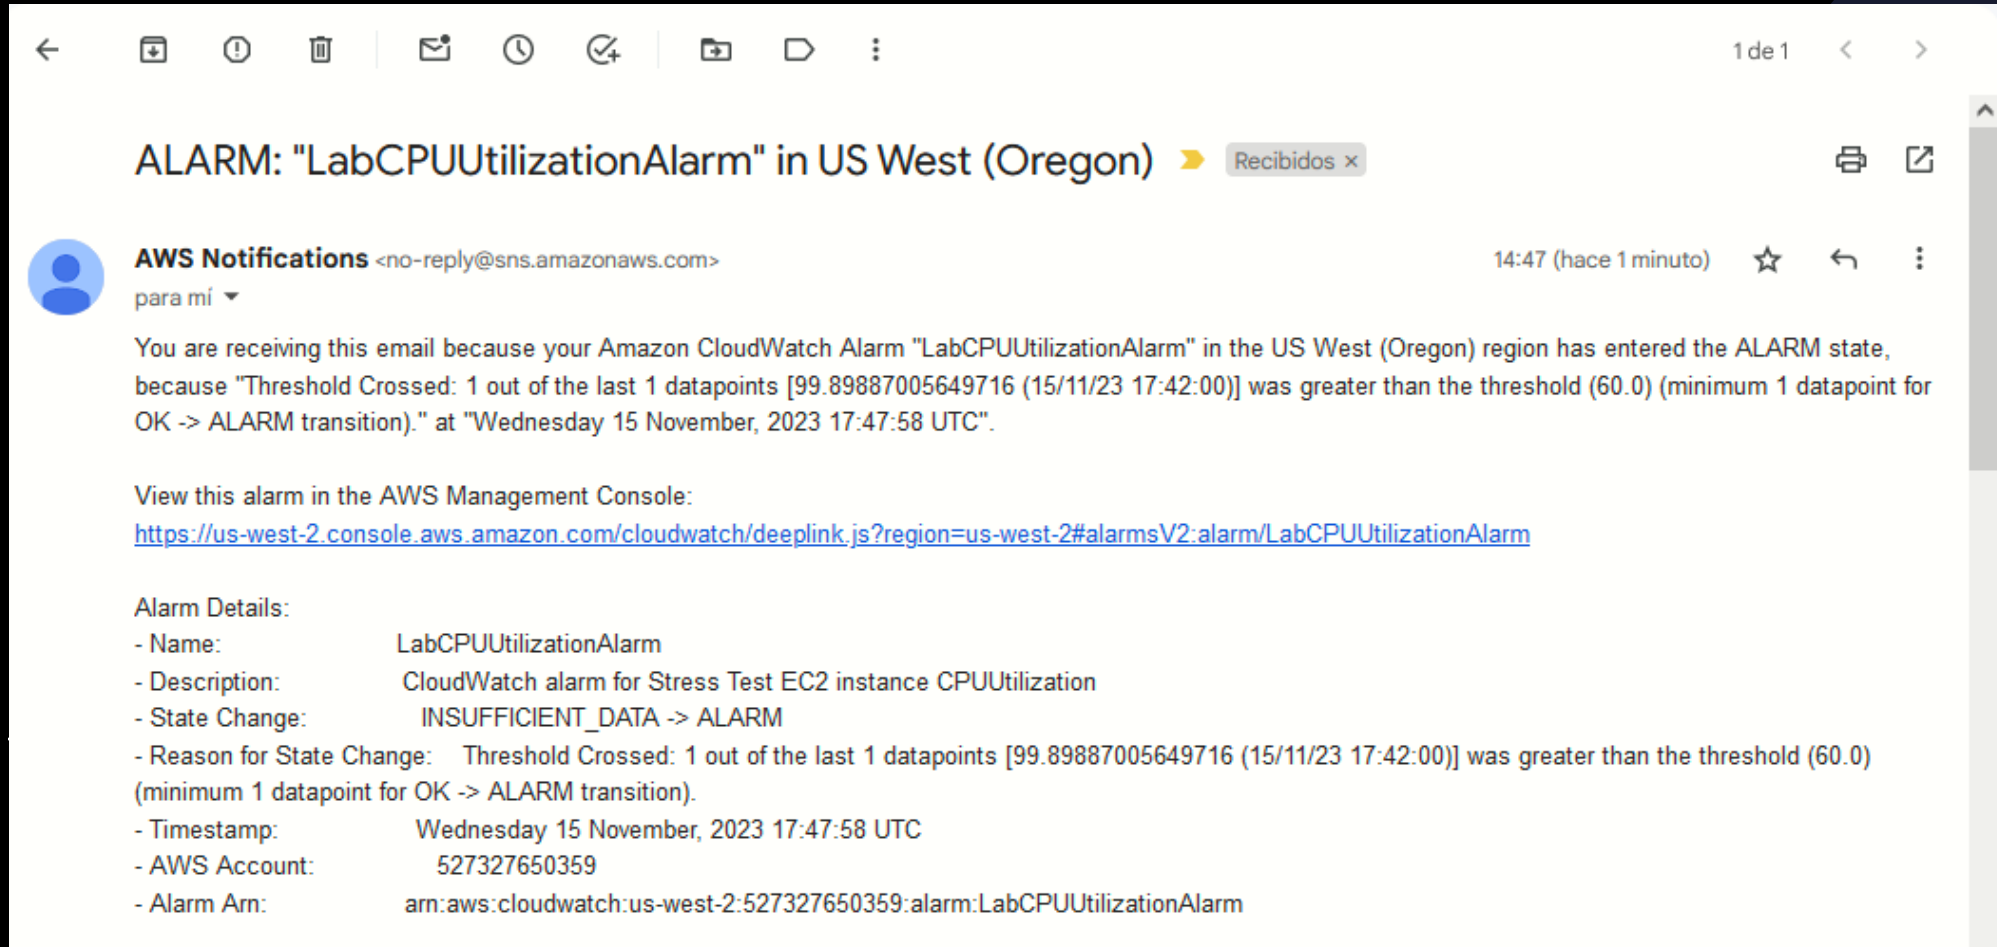 1 de 1
ALARM: "LabCPUUtilizationAlarm" in US West (Oregon) Recibidos ×
AWS Notifications <no-reply@sns.amazonaws.com> 14:47 (hace 1 minuto)
para mí
You are receiving this email because your Amazon CloudWatch Alarm "LabCPUUtilizationAlarm" in the US West (Oregon) region has entered the ALARM state,
because "Threshold Crossed: 1 out of the last 1 datapoints [99.89887005649716 (15/11/23 17:42:00)] was greater than the threshold (60.0) (minimum 1 datapoint for
OK -> ALARM transition)." at "Wednesday 15 November, 2023 17:47:58 UTC".
View this alarm in the AWS Management Console:
https://us-west-2.console.aws.amazon.com/cloudwatch/deeplink.js?region=us-west-2#alarmsV2:alarm/LabCPUUtilizationAlarm
Alarm Details:
- Name: LabCPUUtilizationAlarm
- Description: CloudWatch alarm for Stress Test EC2 instance CPUUtilization
- State Change: INSUFFICIENT_DATA -> ALARM
- Reason for State Change: Threshold Crossed: 1 out of the last 1 datapoints [99.89887005649716 (15/11/23 17:42:00)] was greater than the threshold (60.0)
(minimum 1 datapoint for OK -> ALARM transition).
- Timestamp: Wednesday 15 November, 2023 17:47:58 UTC
- AWS Account: 527327650359
- Alarm Arn: arn:aws:cloudwatch:us-west-2:527327650359:alarm:LabCPUUtilizationAlarm